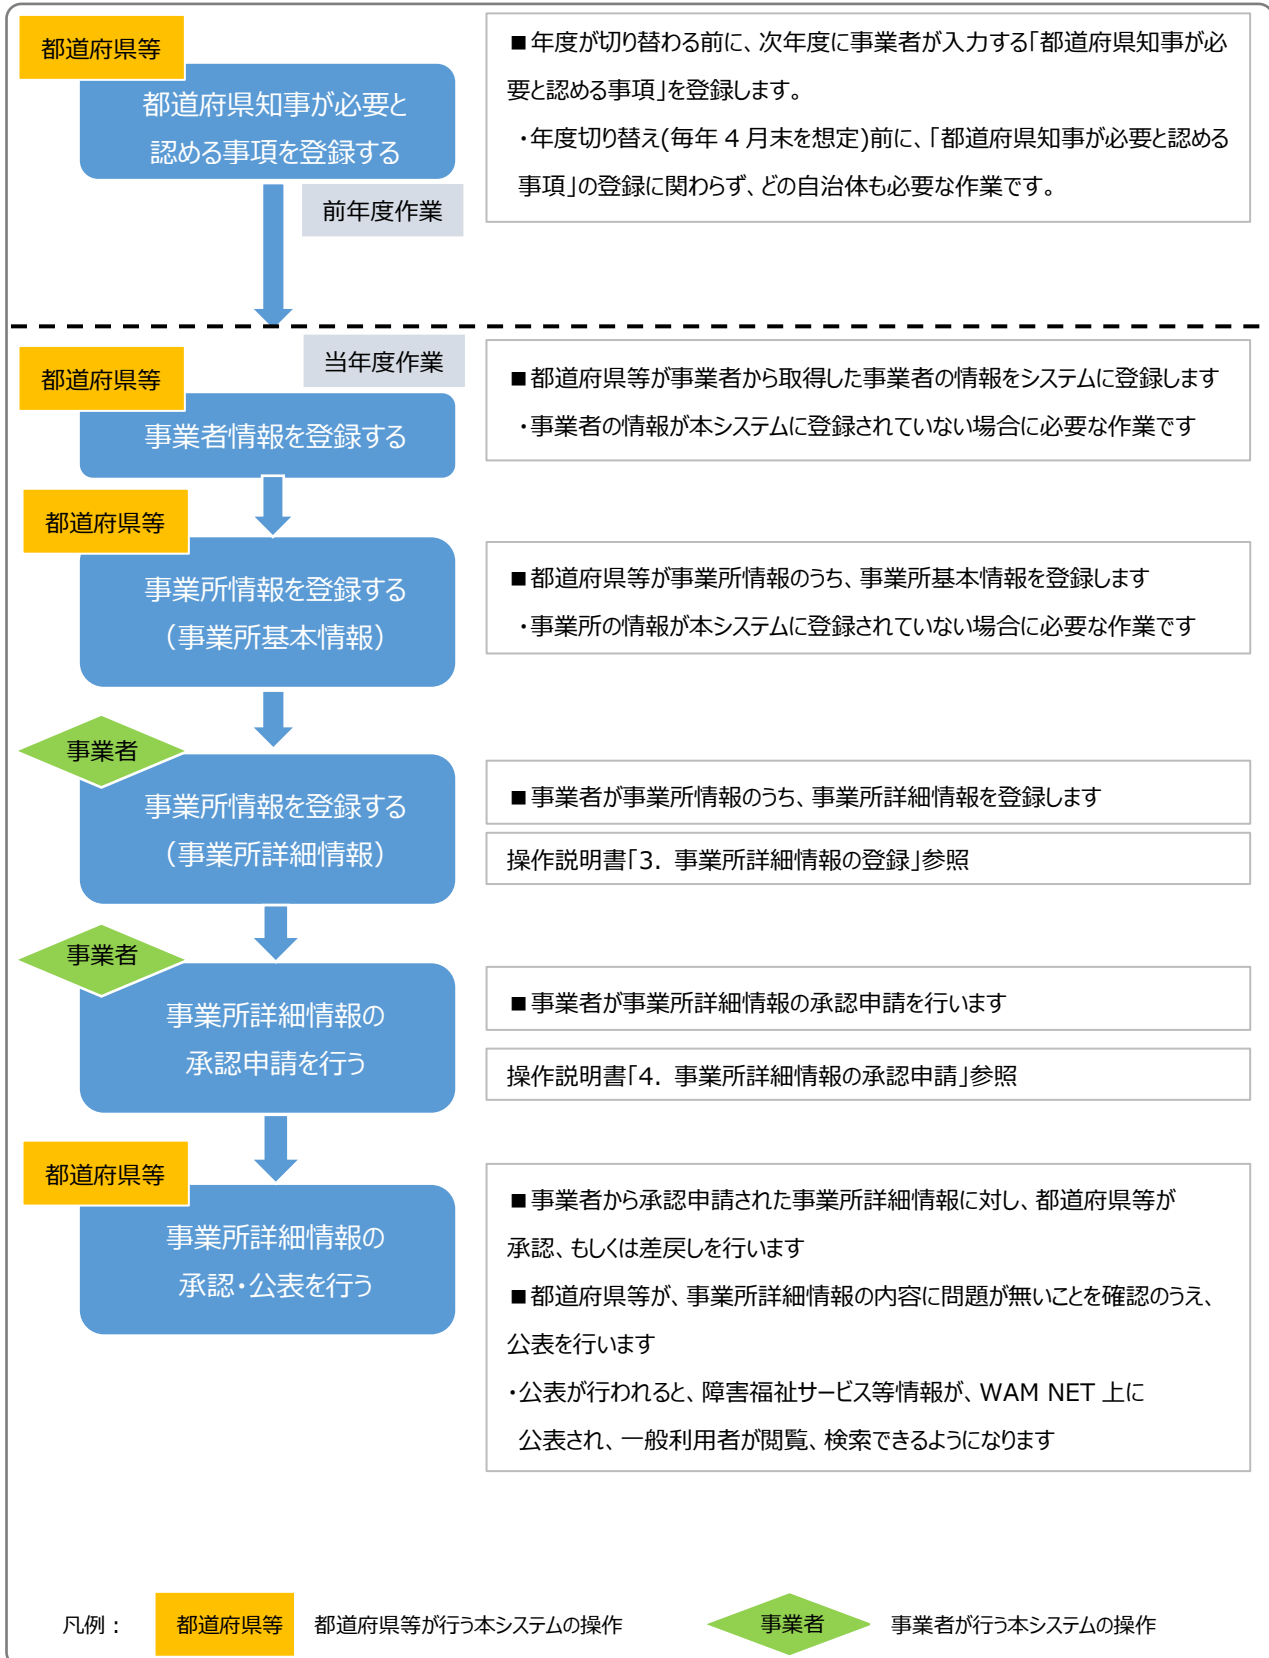 都道府県等
都道府県知事が必要と
認める事項を登録する
前年度作業
■年度が切り替わる前に、次年度に事業者が入力する｢都道府県知事が必
要と認める事項｣を登録します。
・年度切り替え(毎年 4 月末を想定)前に、｢都道府県知事が必要と認める
事項｣の登録に関わらず、どの自治体も必要な作業です。
当年度作業
都道府県等
事業者情報を登録する
■都道府県等が事業者から取得した事業者の情報をシステムに登録します
・事業者の情報が本システムに登録されていない場合に必要な作業です
都道府県等
事業所情報を登録する
（事業所基本情報）
■都道府県等が事業所情報のうち、事業所基本情報を登録します
・事業所の情報が本システムに登録されていない場合に必要な作業です
事業者
事業所情報を登録する
（事業所詳細情報）
■事業者が事業所情報のうち、事業所詳細情報を登録します
操作説明書｢3. 事業所詳細情報の登録｣参照
事業者
事業所詳細情報の
承認申請を行う
■事業者が事業所詳細情報の承認申請を行います
操作説明書｢4. 事業所詳細情報の承認申請｣参照
都道府県等
事業所詳細情報の
承認・公表を行う
■事業者から承認申請された事業所詳細情報に対し、都道府県等が
承認、もしくは差戻しを行います
■都道府県等が、事業所詳細情報の内容に問題が無いことを確認のうえ、
公表を行います
・公表が行われると、障害福祉サービス等情報が、WAM NET 上に
公表され、一般利用者が閲覧、検索できるようになります
凡例： 都道府県等 都道府県等が行う本システムの操作 事業者 事業者が行う本システムの操作